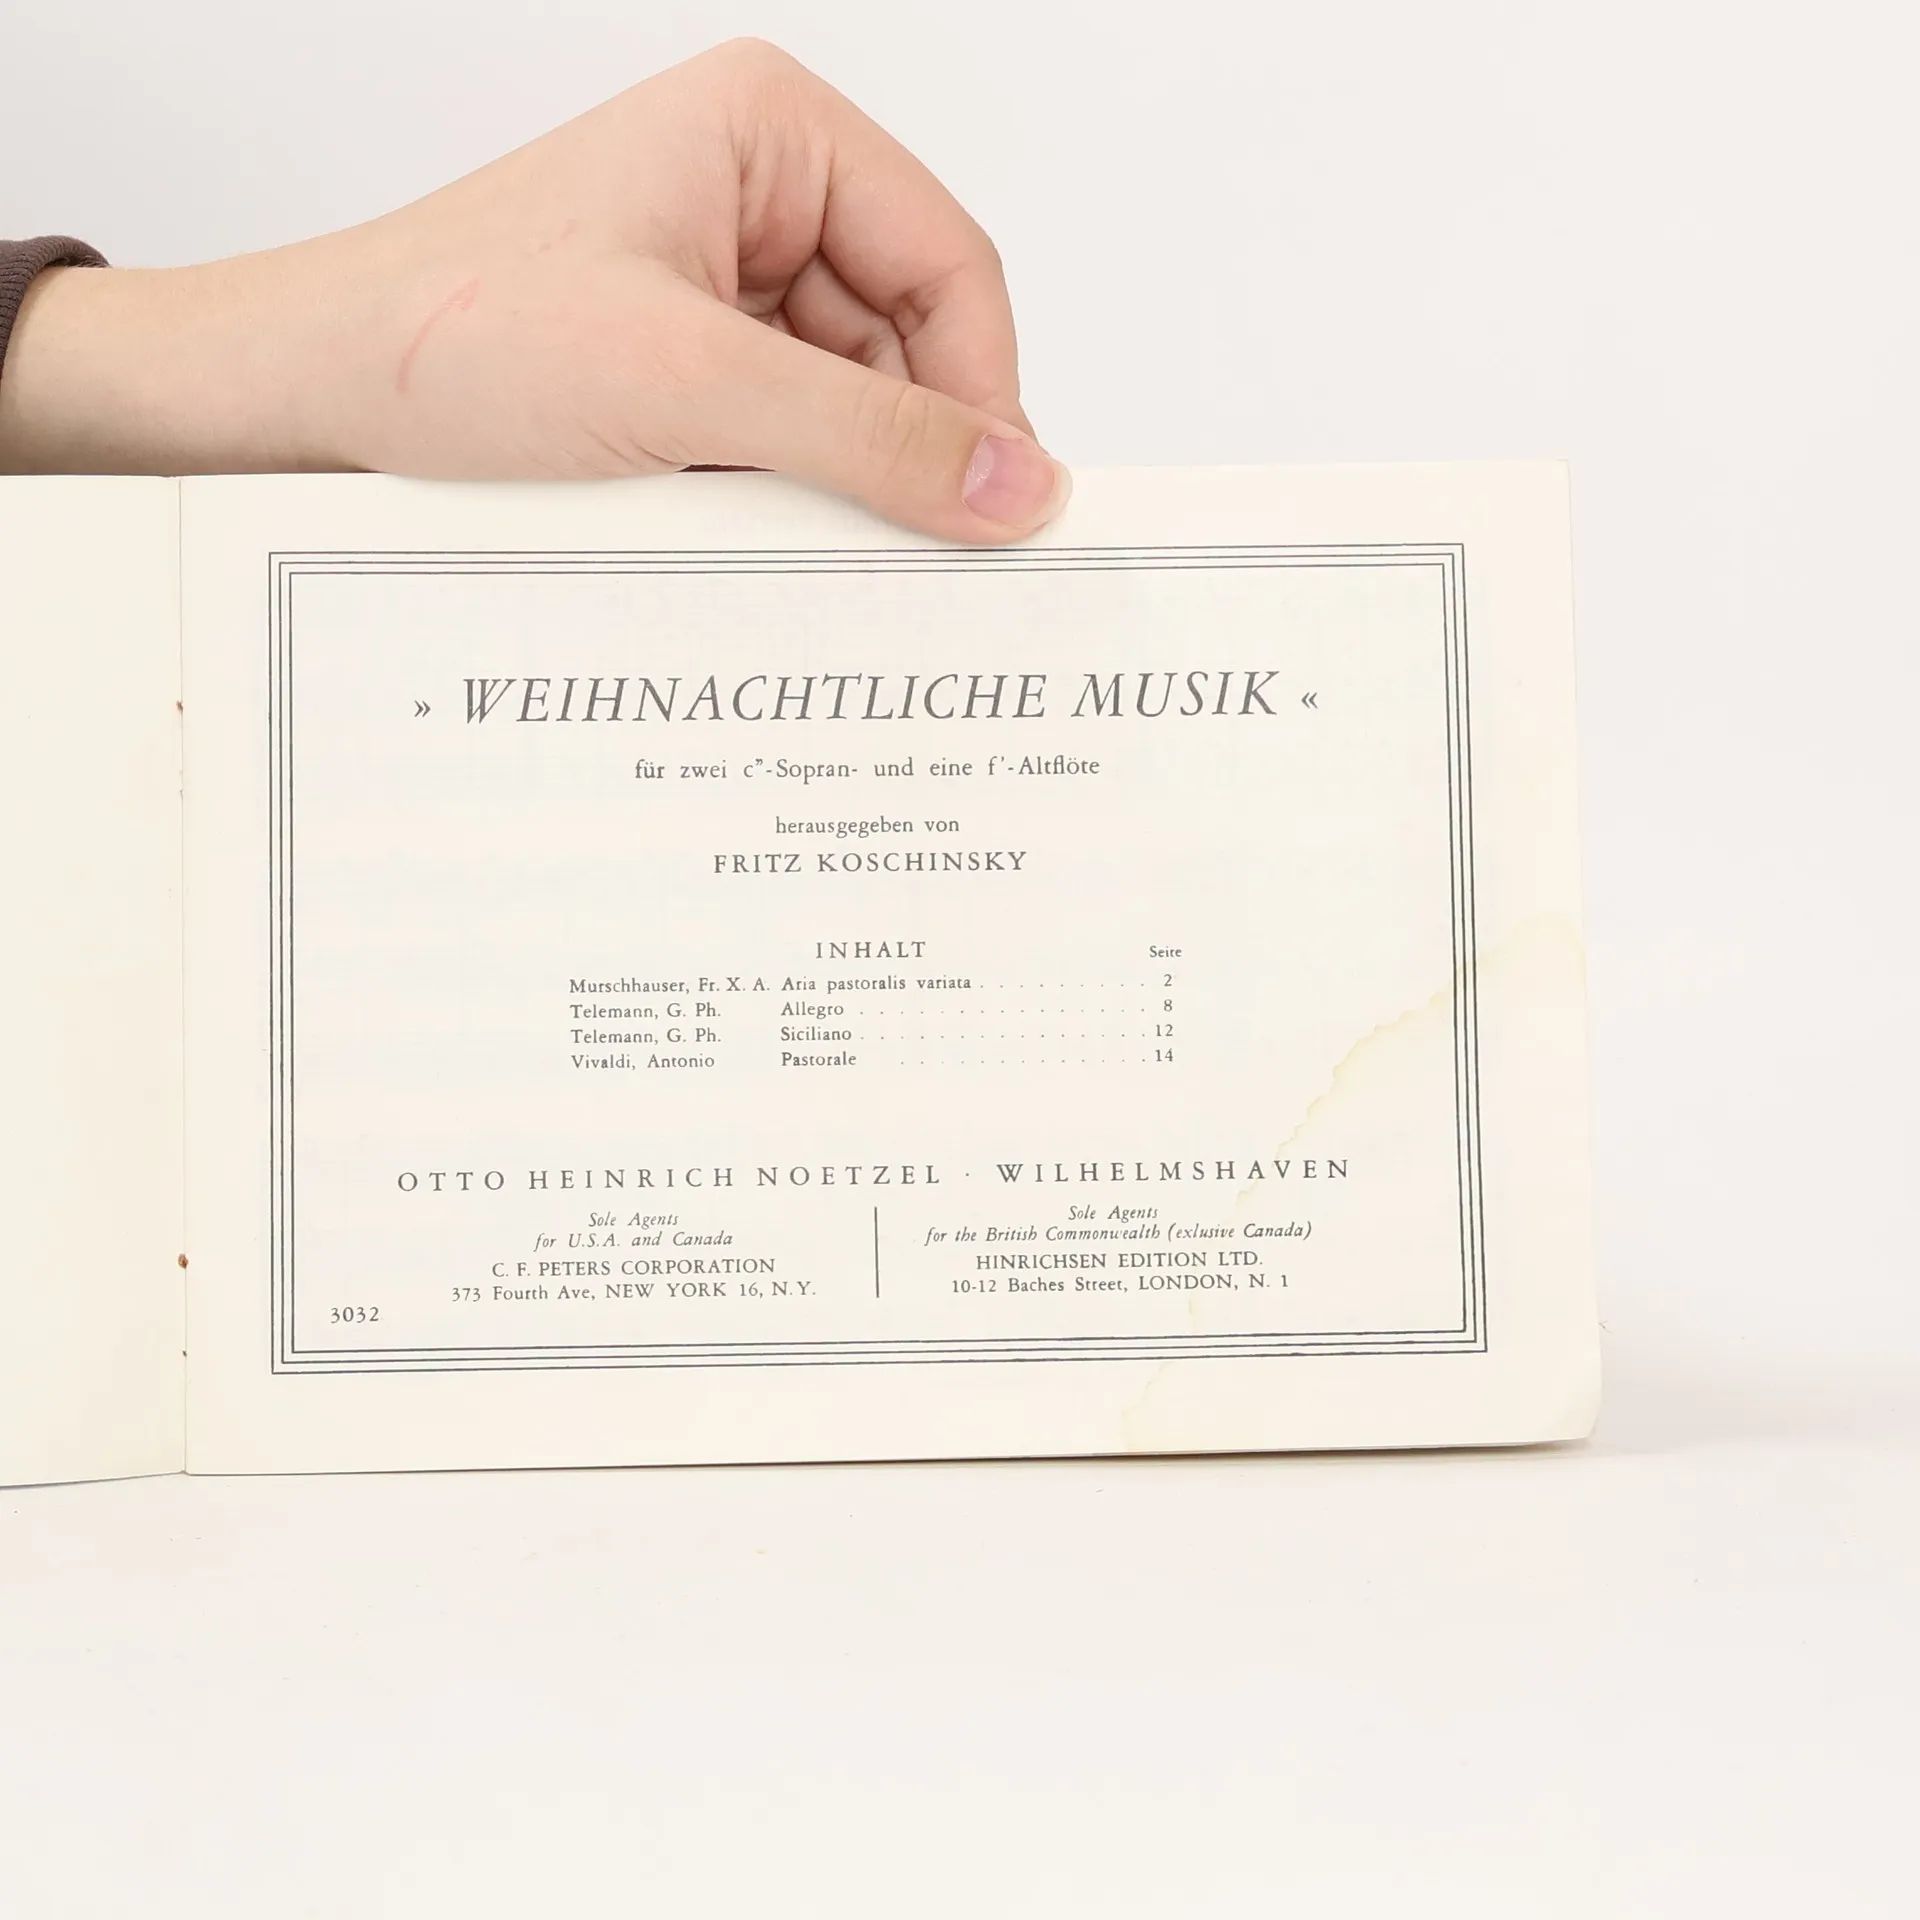 » WEIHNACHTLICHE MUSIK «
für zwei c”-Sopran- und eine f’-Altflöte
herausgegeben von
FRITZ KOSCHINSKY
INHALT Seite
Murschhauser, Fr. X. A. Aria pastoralis variata . . . . . . . . . 2
Telemann, G. Ph. Allegro . . . . . . . . . . . . . . . 8
Telemann, G. Ph. Siciliano . . . . . . . . . . . . . . . 12
Vivaldi, Antonio Pastorale . . . . . . . . . . . . . 14
OTTO HEINRICH NOETZEL · WILHELMSHAVEN
Sole Agents
for U.S.A. and Canada
C. F. PETERS CORPORATION
373 Fourth Ave, NEW YORK 16, N.Y.
Sole Agents
for the British Commonwealth (exlusive Canada)
HINRICHSEN EDITION LTD.
10-12 Baches Street, LONDON, N. 1
3032